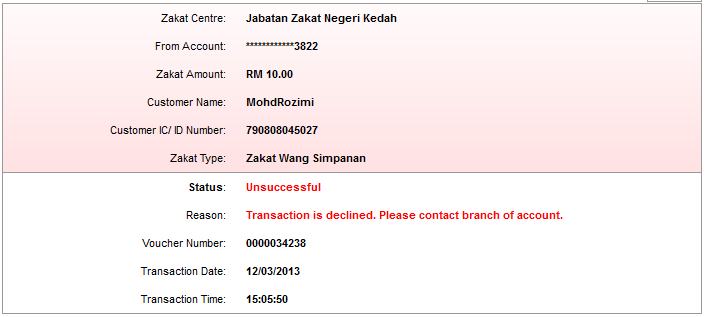 Zakat Centre: Jabatan Zakat Negeri Kedah
From Account: ************3822
Zakat Amount: RM 10.00
Customer Name: MohdRozimi
Customer IC/ ID Number: 790808045027
Zakat Type: Zakat Wang Simpanan
Status: Unsuccessful
Reason: Transaction is declined. Please contact branch of account.
Voucher Number: 0000034238
Transaction Date: 12/03/2013
Transaction Time: 15:05:50